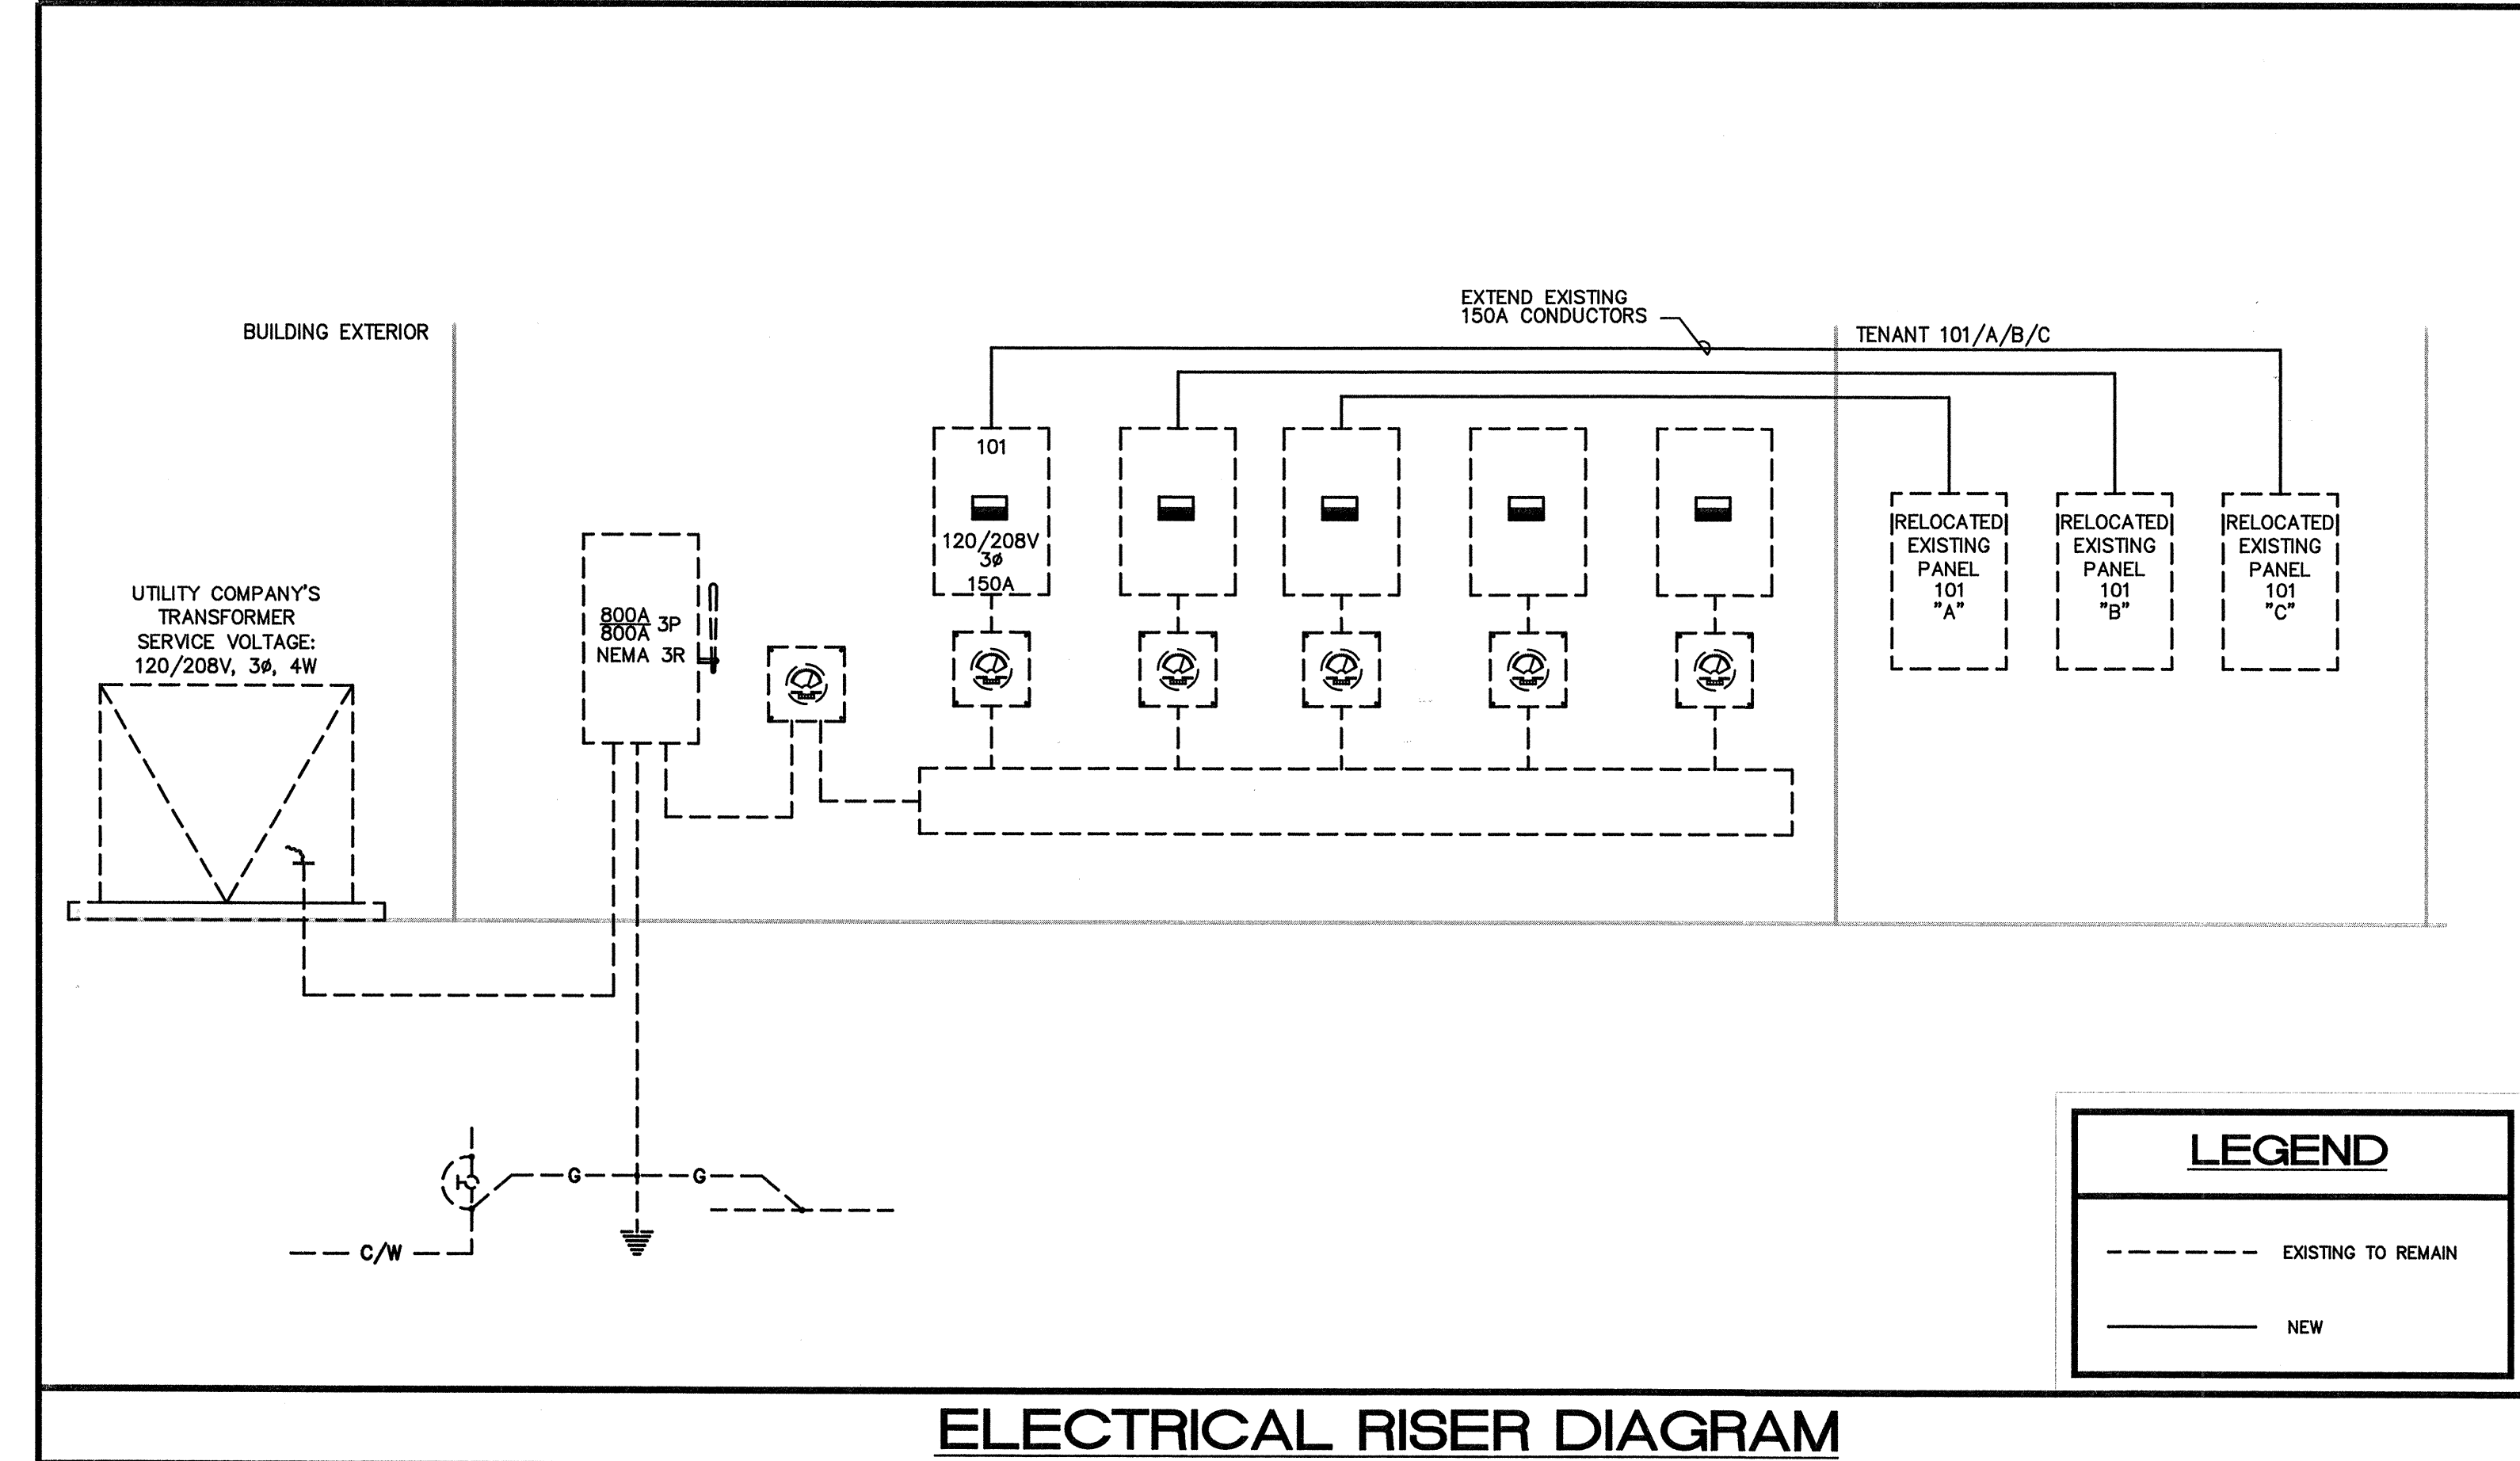 EXTEND EXISTING
150A CONDUCTORS
BUILDING EXTERIOR
TENANT 101/A/B/C
101
120/208V
3ø
150A
800A
800A 3P
NEMA 3R
UTILITY COMPANY'S
TRANSFORMER
SERVICE VOLTAGE:
120/208V, 3ø, 4W
RELOCATED
EXISTING
PANEL
101
"A"
RELOCATED
EXISTING
PANEL
101
"B"
RELOCATED
EXISTING
PANEL
101
"C"
G
G
C/W
LEGEND
EXISTING TO REMAIN
NEW
ELECTRICAL RISER DIAGRAM